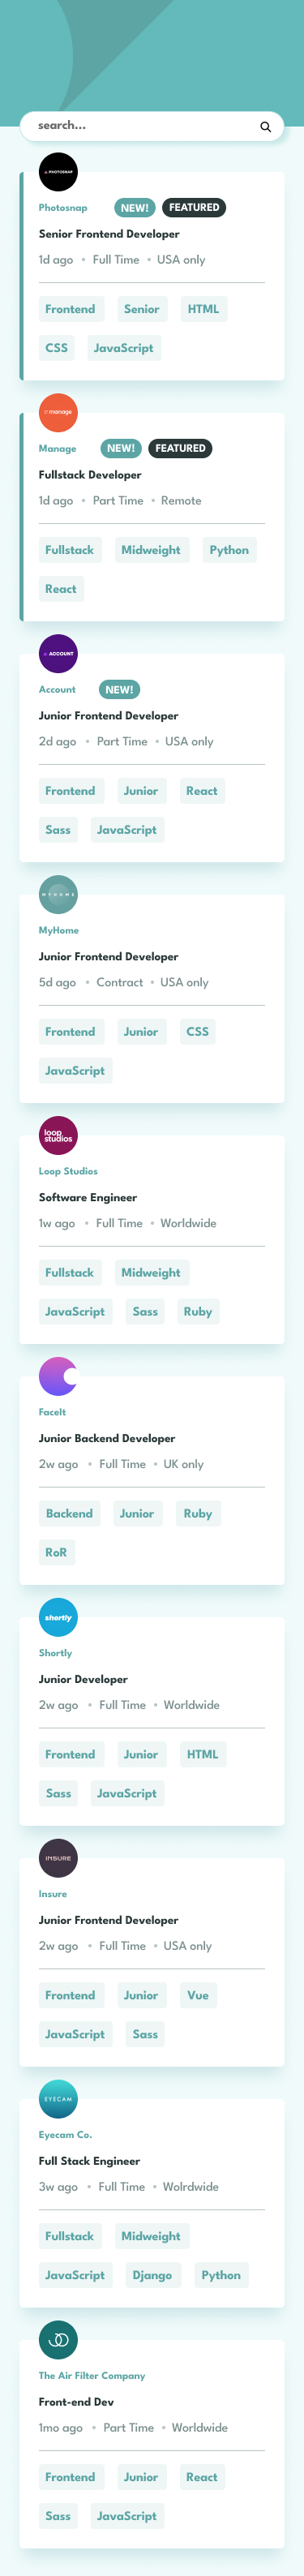 search...
PHOTOSNAP
Photosnap NEW! FEATURED
Senior Frontend Developer
1d ago • Full Time • USA only
Frontend Senior HTML
CSS JavaScript
manage
Manage NEW! FEATURED
Fullstack Developer
1d ago • Part Time • Remote
Fullstack Midweight Python
React
ACCOUNT
Account NEW!
Junior Frontend Developer
2d ago • Part Time • USA only
Frontend Junior React
Sass JavaScript
MYHOME
MyHome
Junior Frontend Developer
5d ago • Contract • USA only
Frontend Junior CSS
JavaScript
loop
studios
Loop Studios
Software Engineer
1w ago • Full Time • Worldwide
Fullstack Midweight
JavaScript Sass Ruby
FaceIt
Junior Backend Developer
2w ago • Full Time • UK only
Backend Junior Ruby
RoR
shortly
Shortly
Junior Developer
2w ago • Full Time • Worldwide
Frontend Junior HTML
Sass JavaScript
INSURE
Insure
Junior Frontend Developer
2w ago • Full Time • USA only
Frontend Junior Vue
JavaScript Sass
EYECAM
Eyecam Co.
Full Stack Engineer
3w ago • Full Time • Wolrdwide
Fullstack Midweight
JavaScript Django Python
The Air Filter Company
Front-end Dev
1mo ago • Part Time • Worldwide
Frontend Junior React
Sass JavaScript